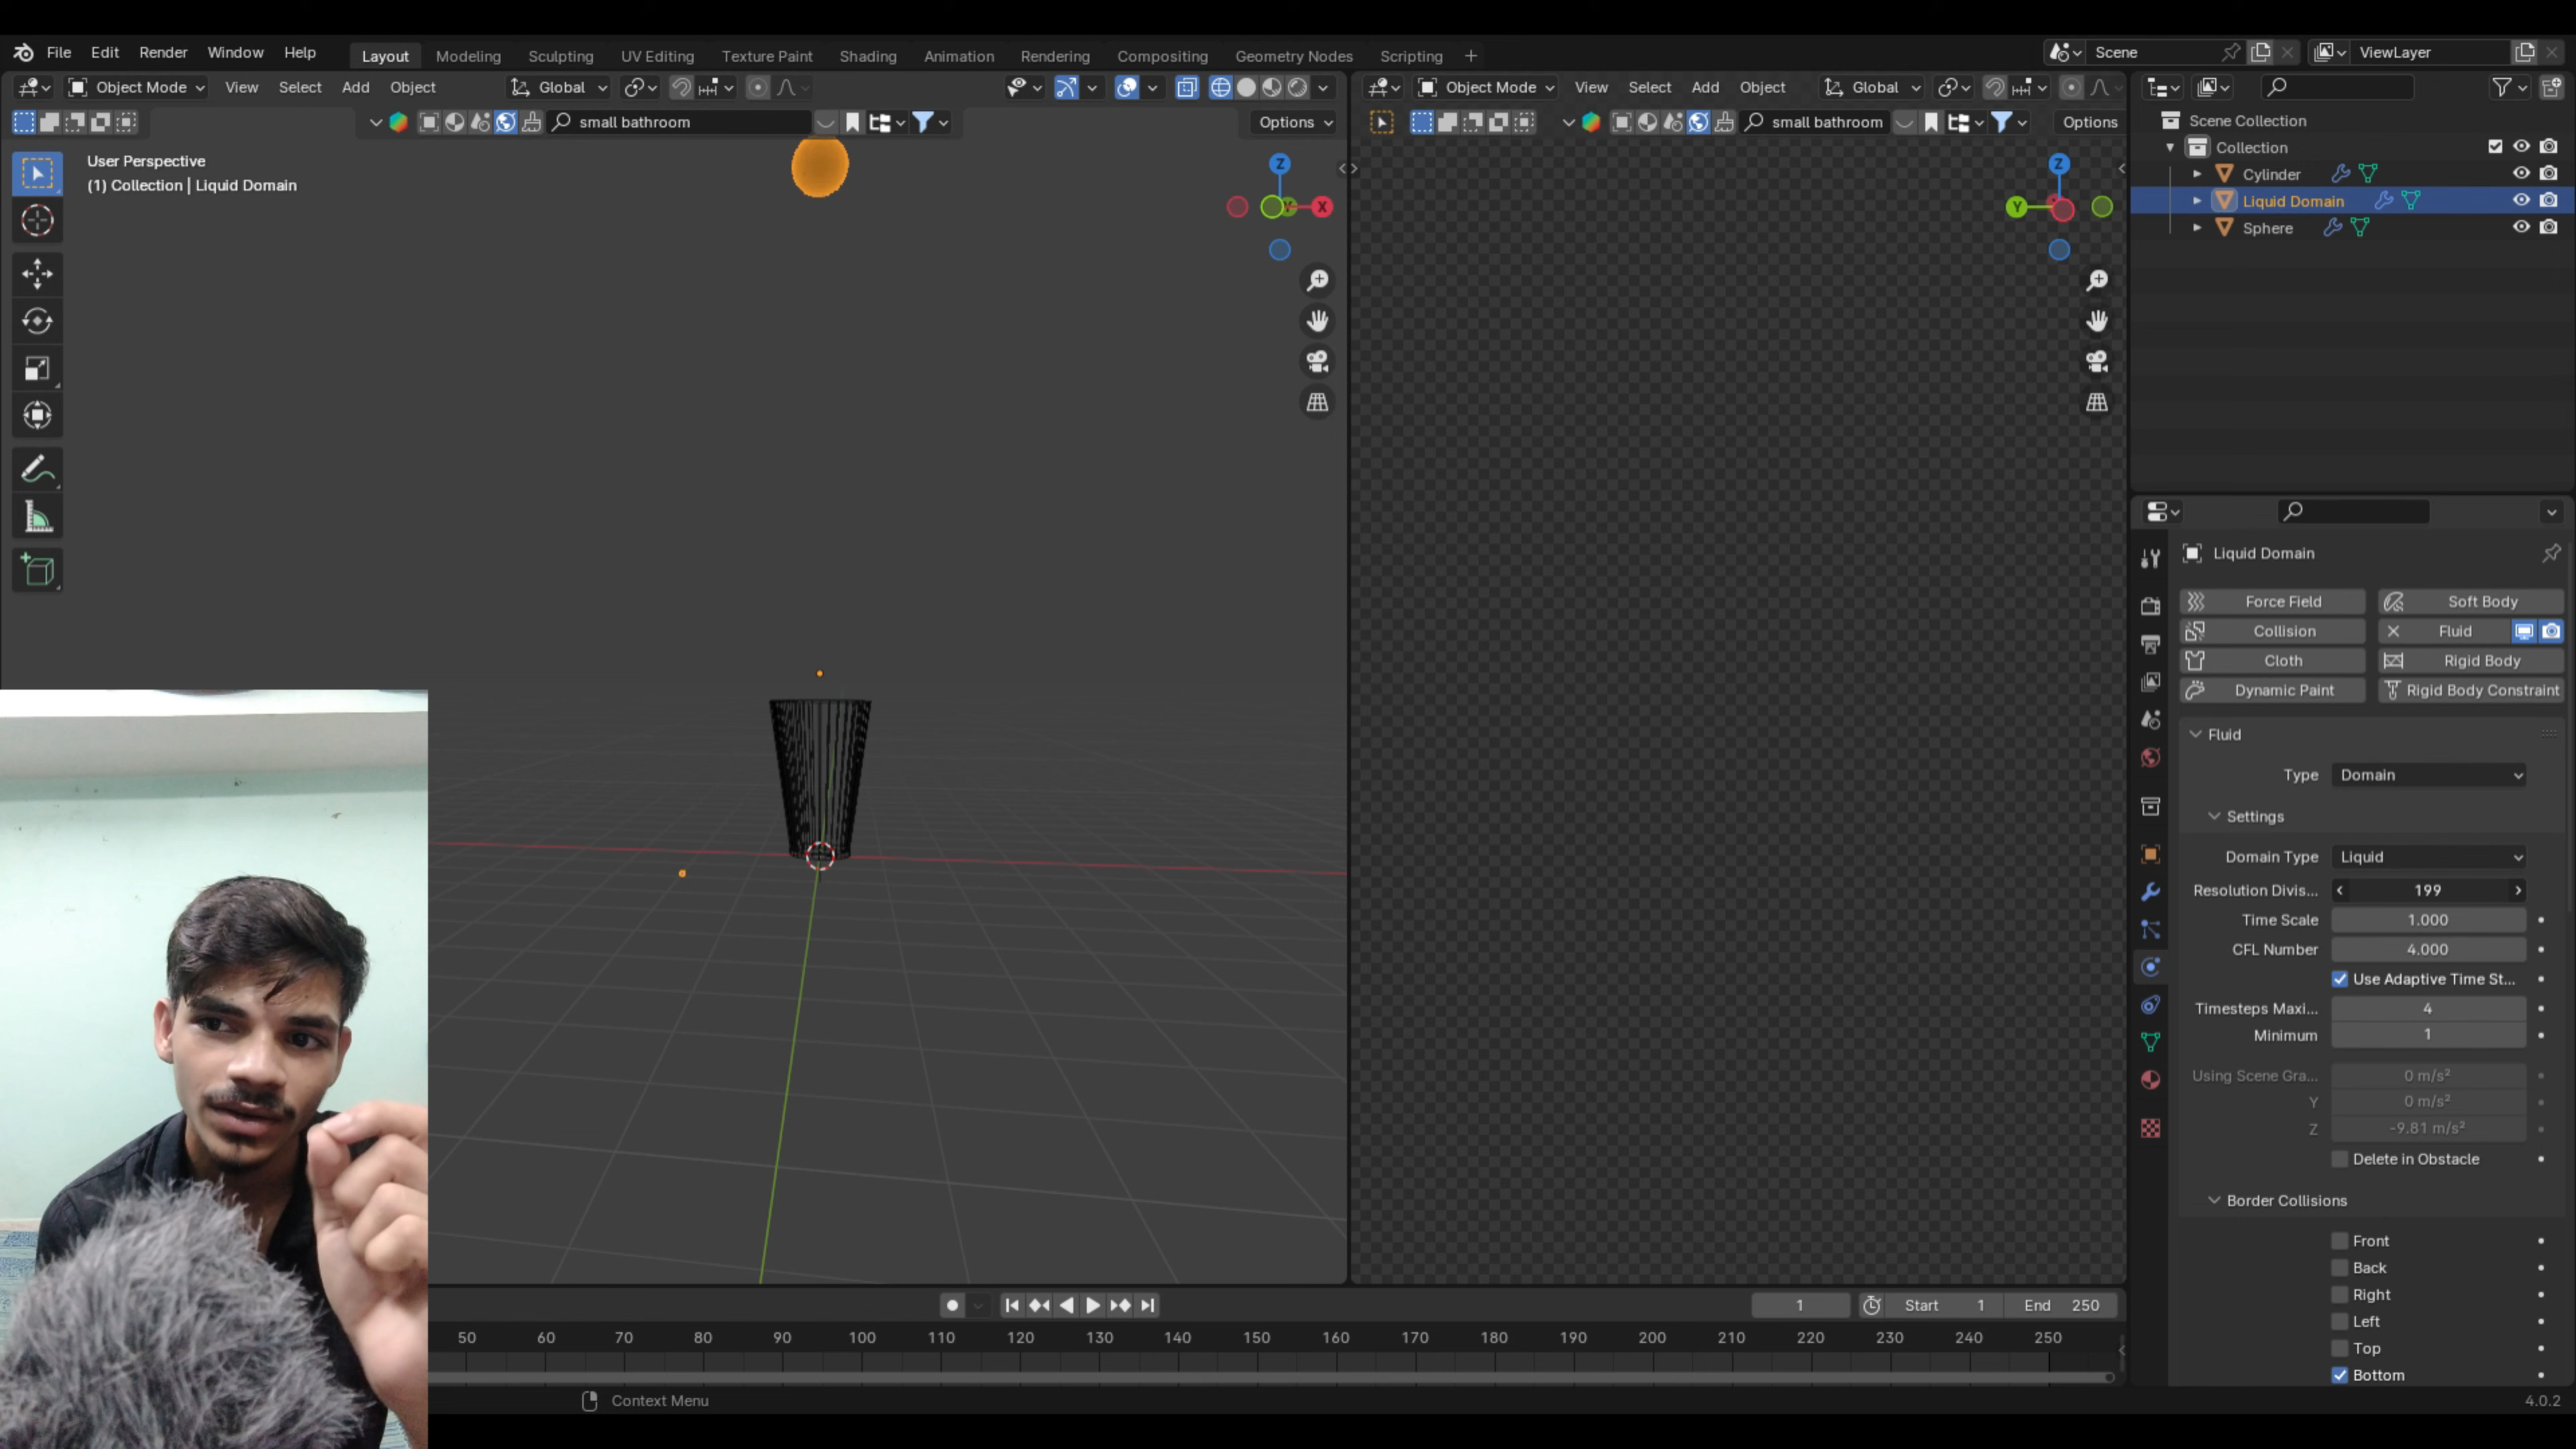 File Edit Render Window Help Layout Modeling Sculpting UV Editing Texture Paint Shading Animation Rendering Compositing Geometry Nodes Scripting + Scene ViewLayer
Object Mode View Select Add Object Global Object Mode View Select Add Object Global
small bathroom Options small bathroom Options
User Perspective
(1) Collection | Liquid Domain
Z
X
Z
Y
Scene Collection
Collection
Cylinder
Liquid Domain
Sphere
Liquid Domain
Force Field Soft Body
Collision Fluid
Cloth Rigid Body
Dynamic Paint Rigid Body Constraint
Fluid
Type Domain
Settings
Domain Type Liquid
Resolution Divis... 199
Time Scale 1.000
CFL Number 4.000
Use Adaptive Time St...
Timesteps Maxi... 4
Minimum 1
Using Scene Gra... 0 m/s²
Y 0 m/s²
Z -9.81 m/s²
Delete in Obstacle
Border Collisions
Front
Back
Right
Left
Top
Bottom
1 Start 1 End 250
50 60 70 80 90 100 110 120 130 140 150 160 170 180 190 200 210 220 230 240 250
Context Menu
4.0.2